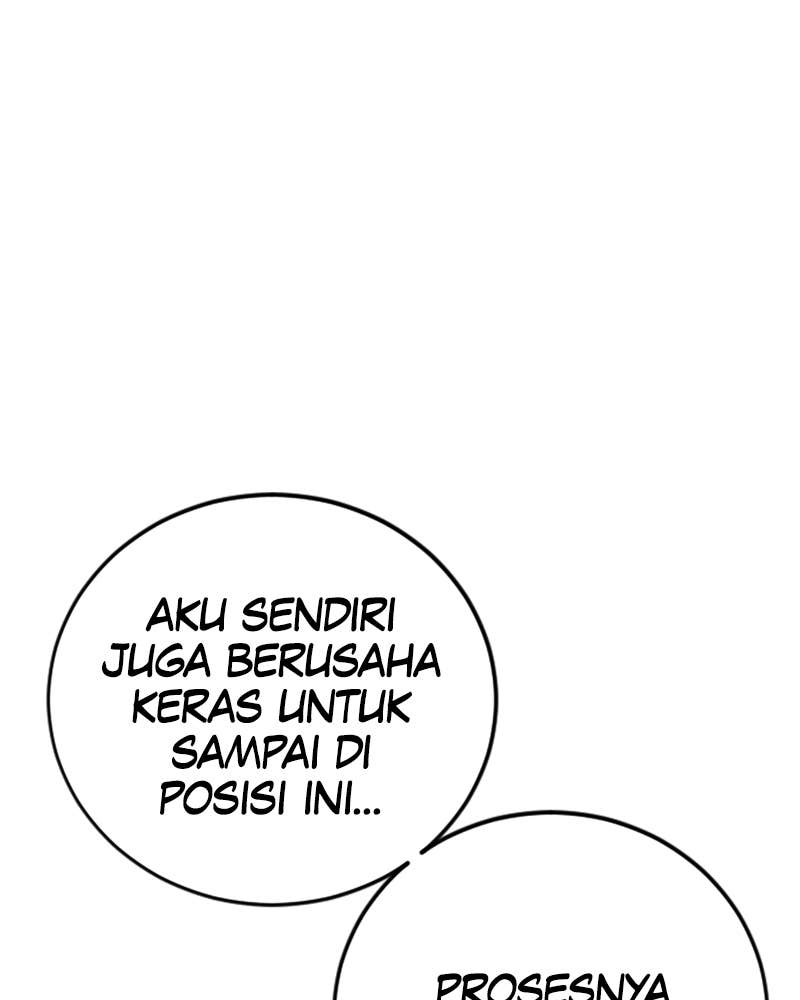 AKU SENDIRI
JUGA BERUSAHA
KERAS UNTUK
SAMPAI DI
POSISI INI...
PROSESNYA